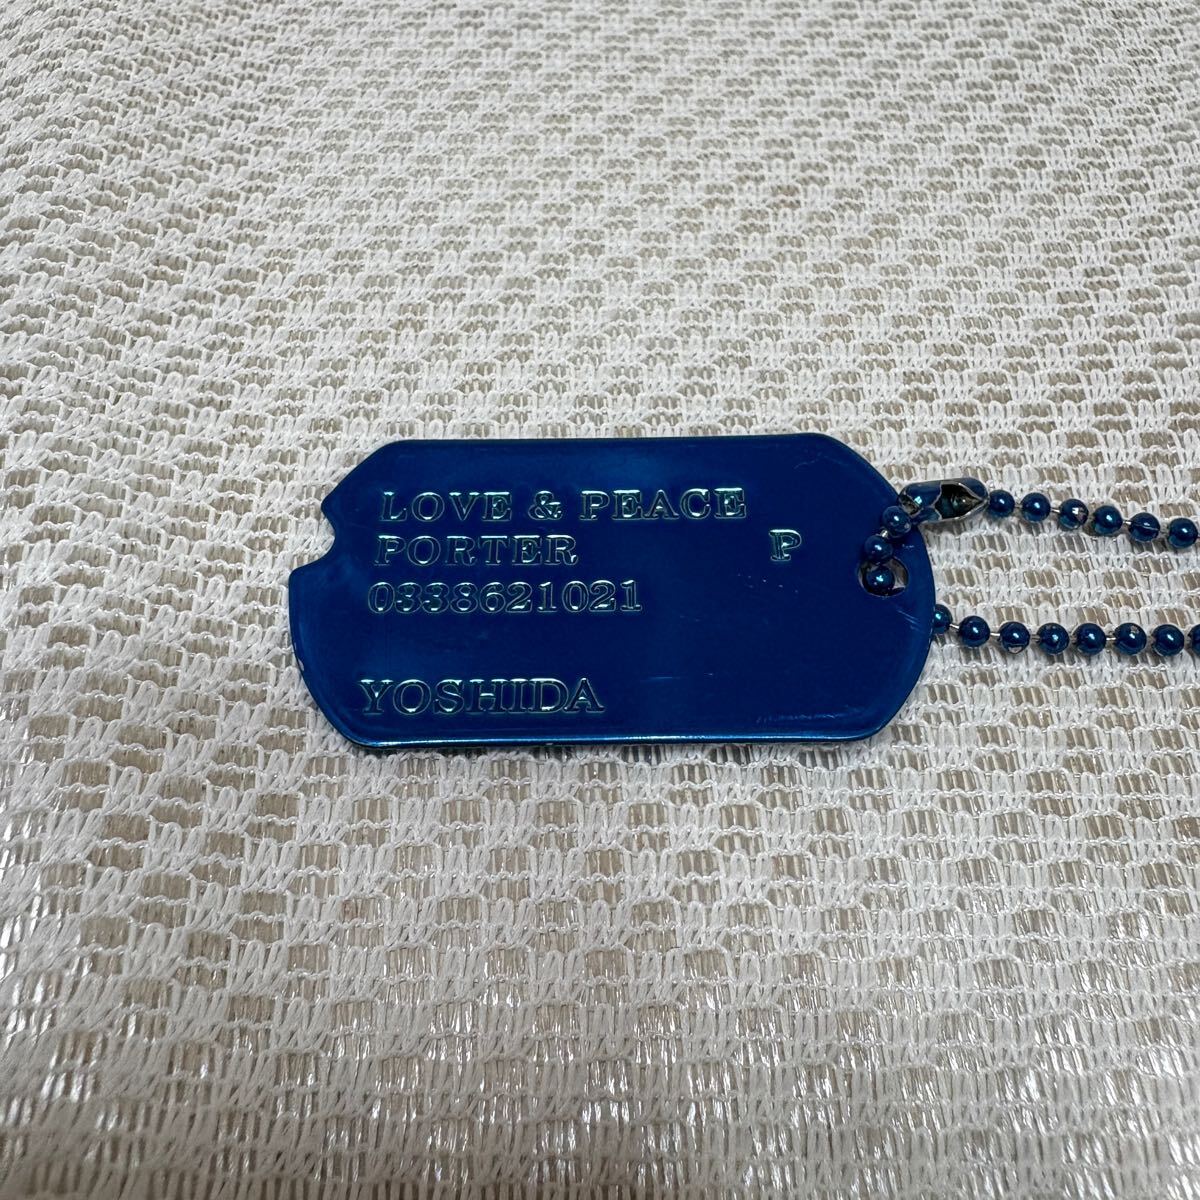 LOVE & PEACE
PORTER P
0338621021
YOSHIDA